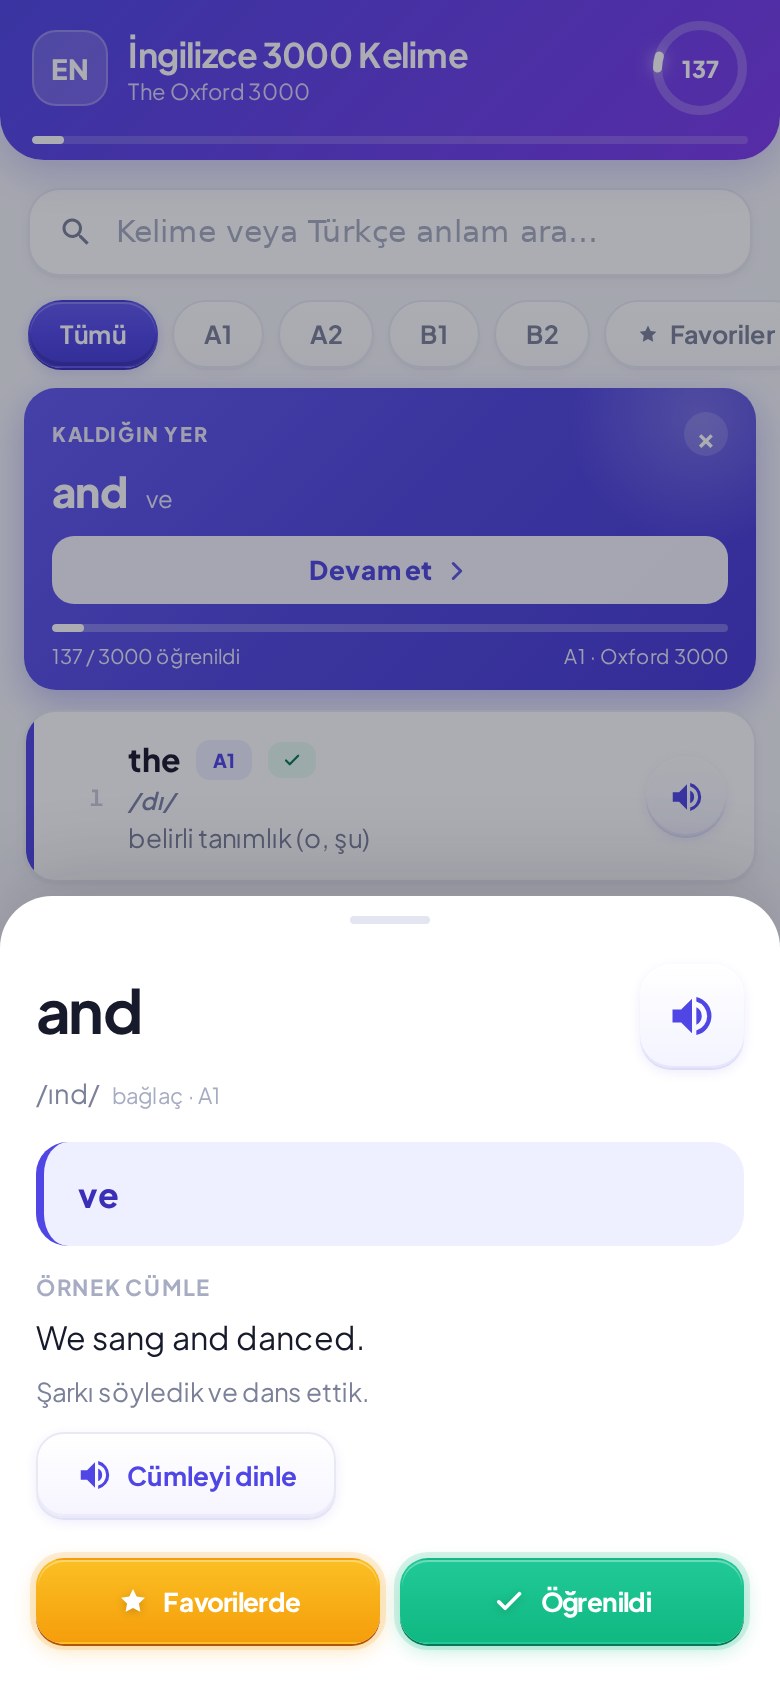 EN
İngilizce 3000 Kelime
The Oxford 3000
137
Kelime veya Türkçe anlam ara...
Tümü A1 A2 B1 B2 ★ Favoriler
KALDIĞIN YER
and ve
Devam et
137 / 3000 öğrenildi A1 · Oxford 3000
the A1
1 /dı/
belirli tanımlık (o, şu)
and
/ınd/ bağlaç · A1
ve
ÖRNEK CÜMLE
We sang and danced.
Şarkı söyledik ve dans ettik.
Cümleyi dinle
★ Favorilerde ✓ Öğrenildi